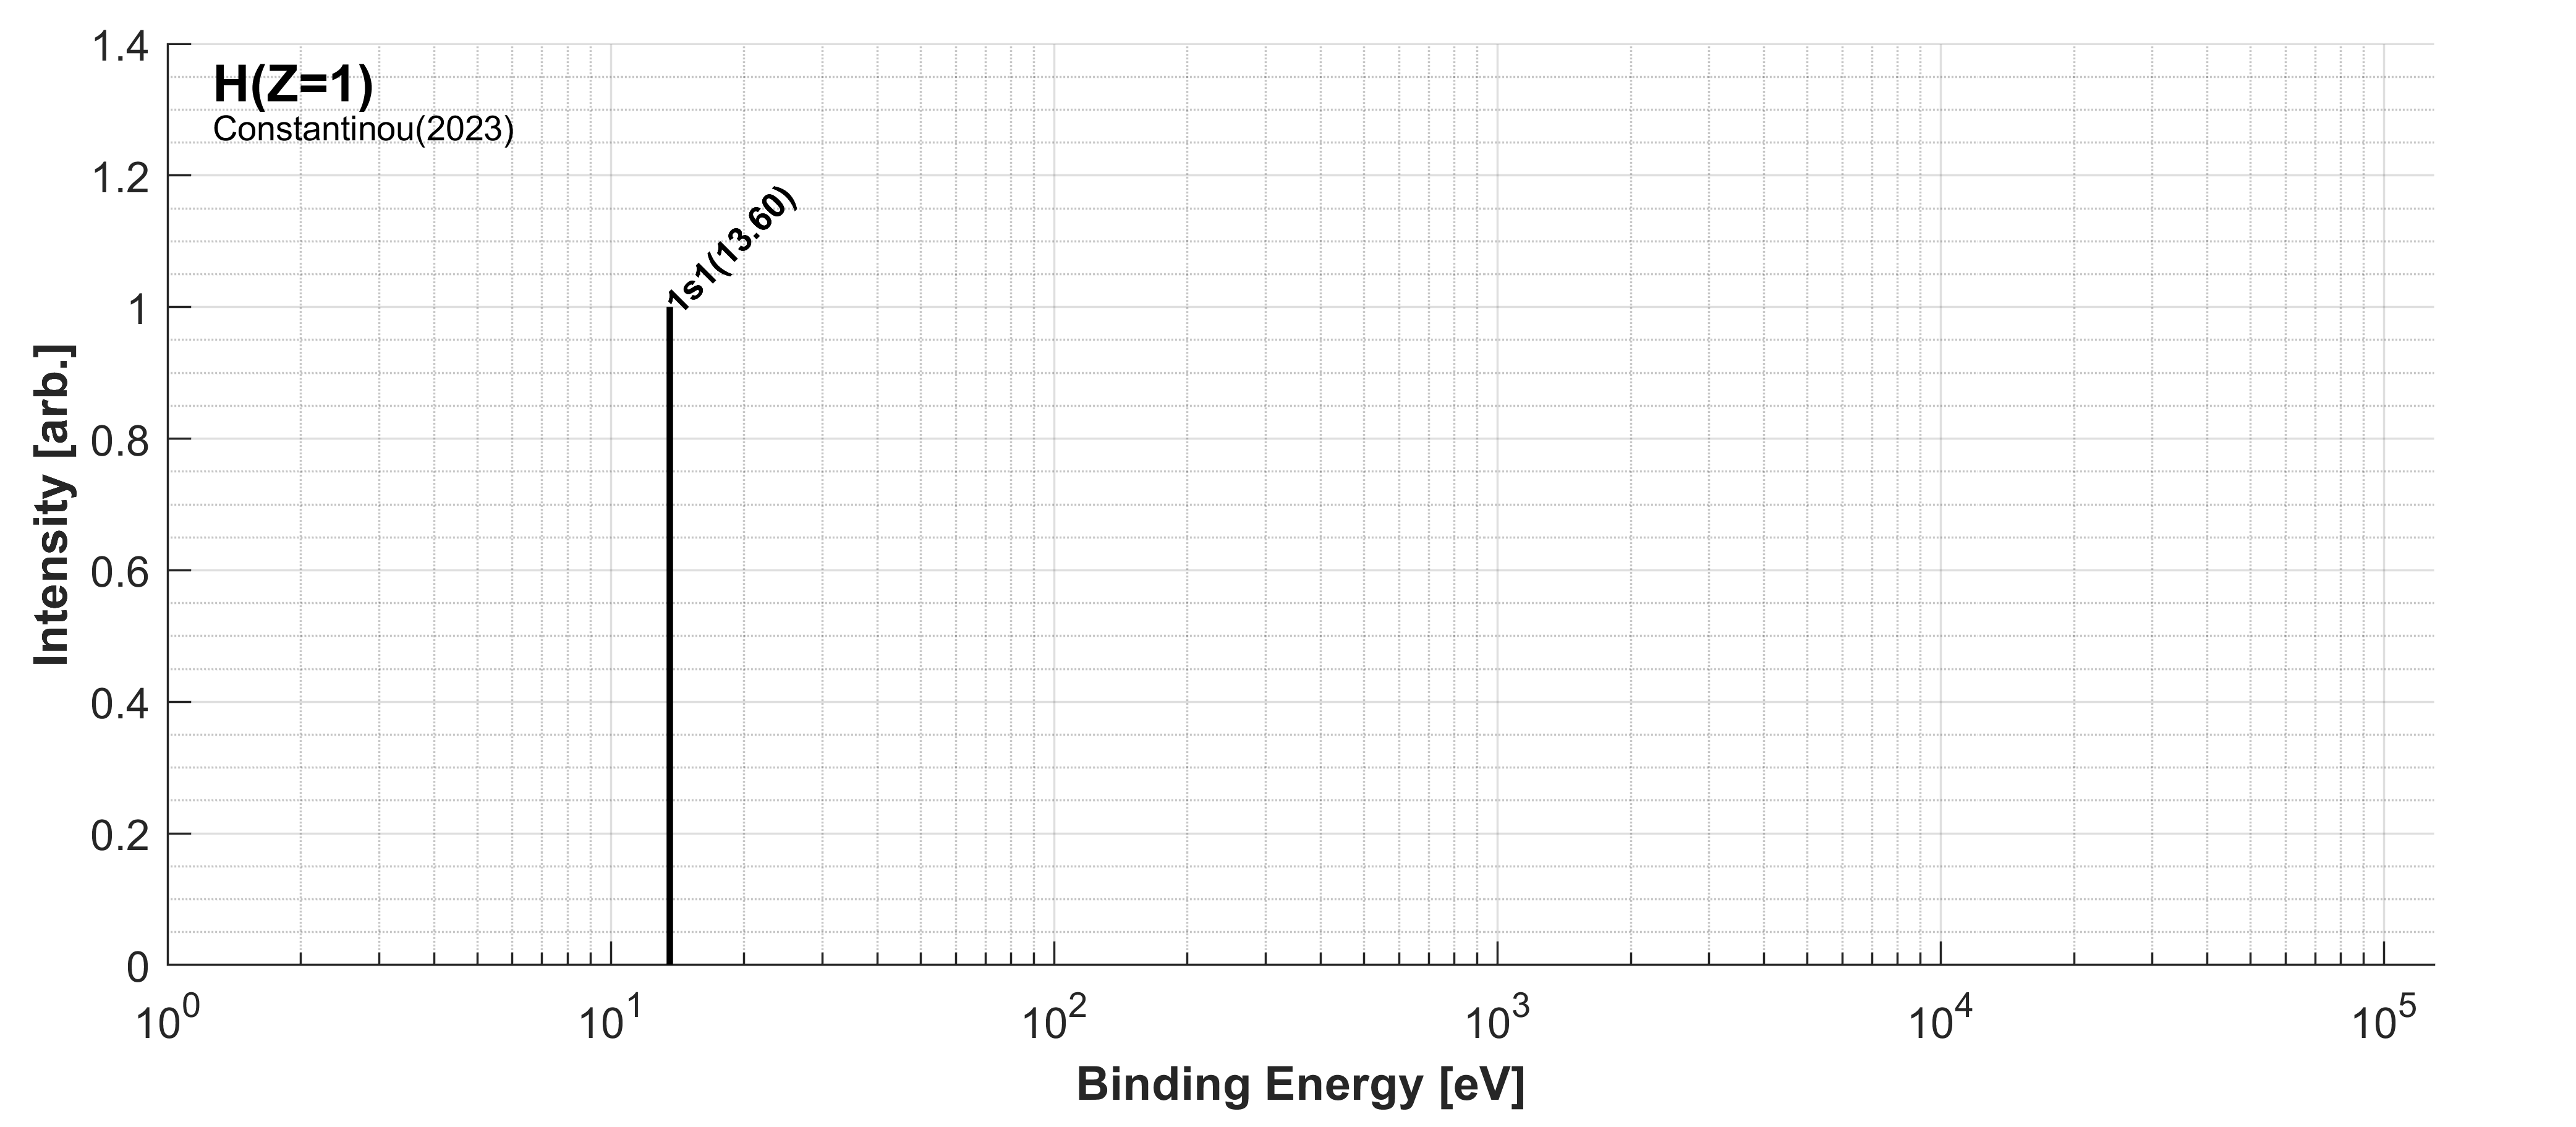 H(Z=1)
Constantinou(2023)
1s1(13.60)
Intensity [arb.]
1.4
1.2
1
0.8
0.6
0.4
0.2
0
10^0 10^1 10^2 10^3 10^4 10^5
Binding Energy [eV]